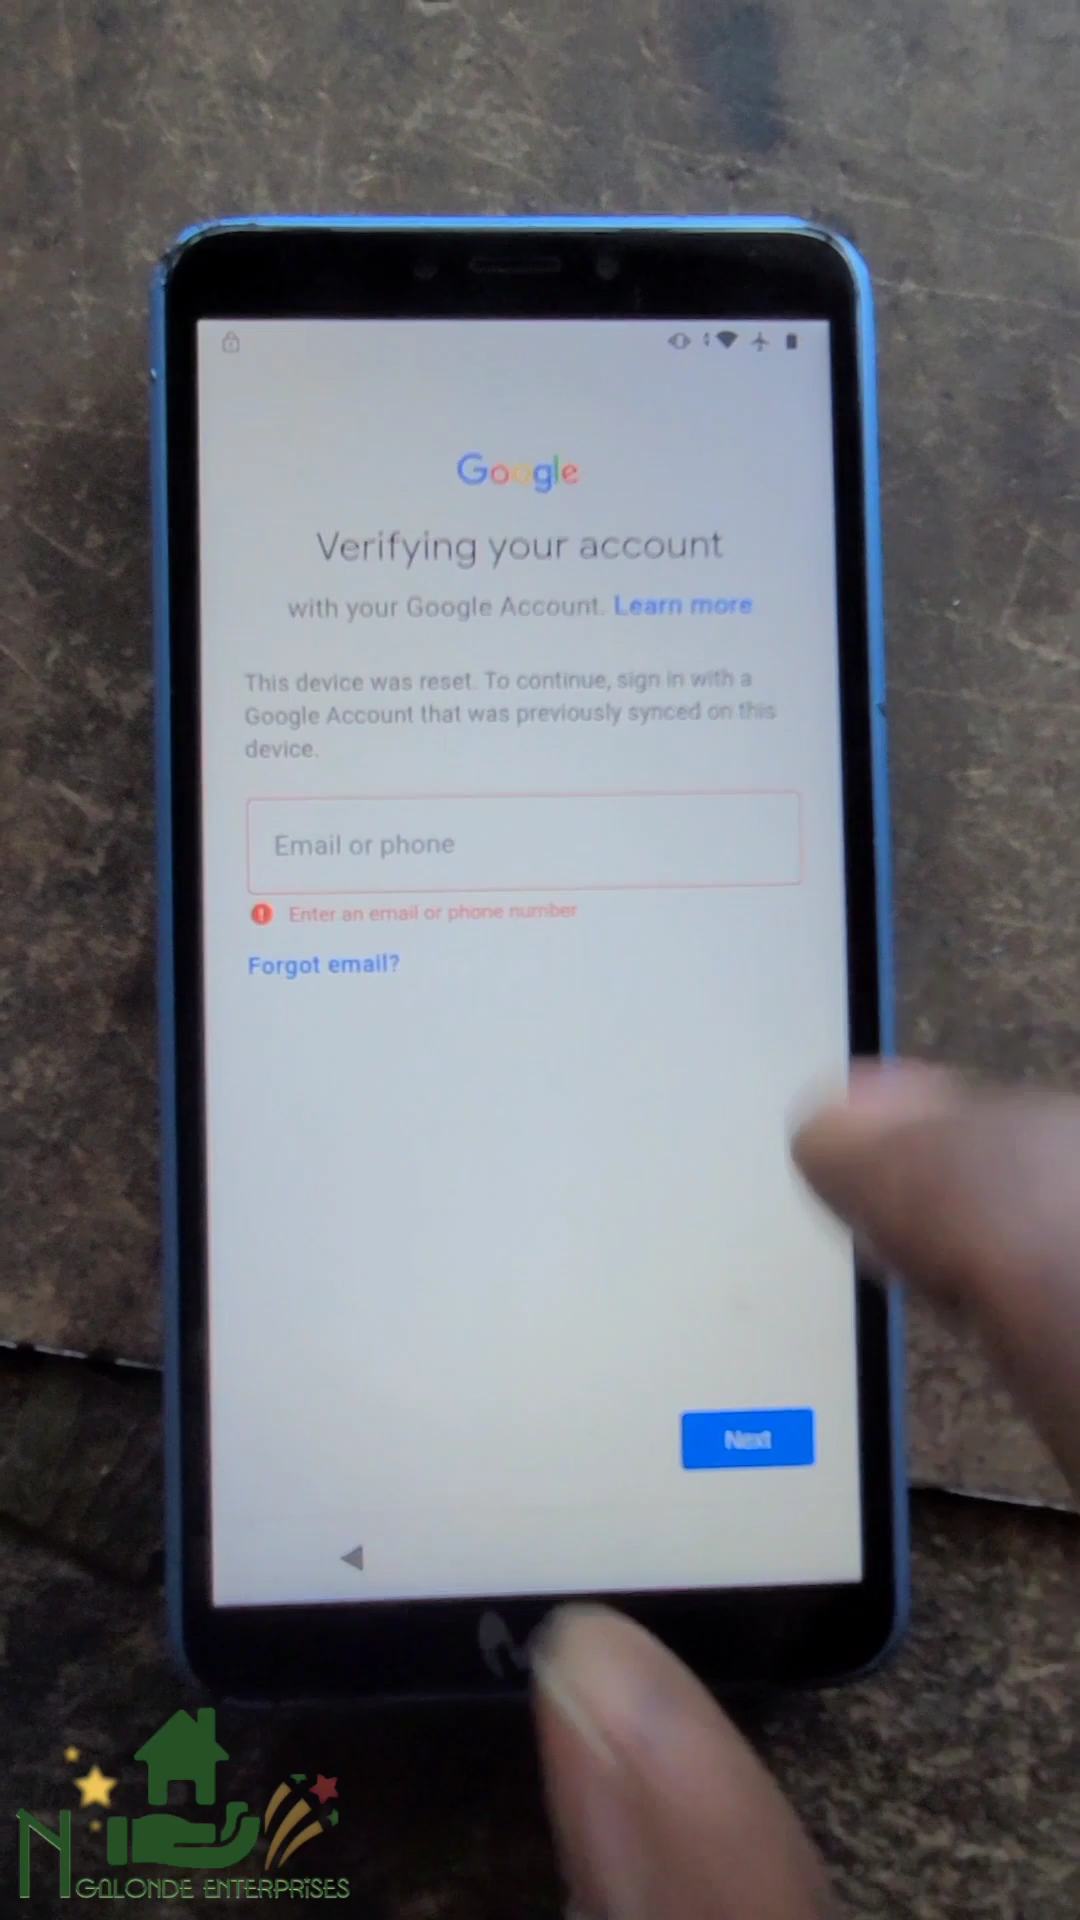 Google
Verifying your account
with your Google Account. Learn more
This device was reset. To continue, sign in with a
Google Account that was previously synced on this
device.
Email or phone
Enter an email or phone number
Forgot email?
Next
NGALONDE ENTERPRISES